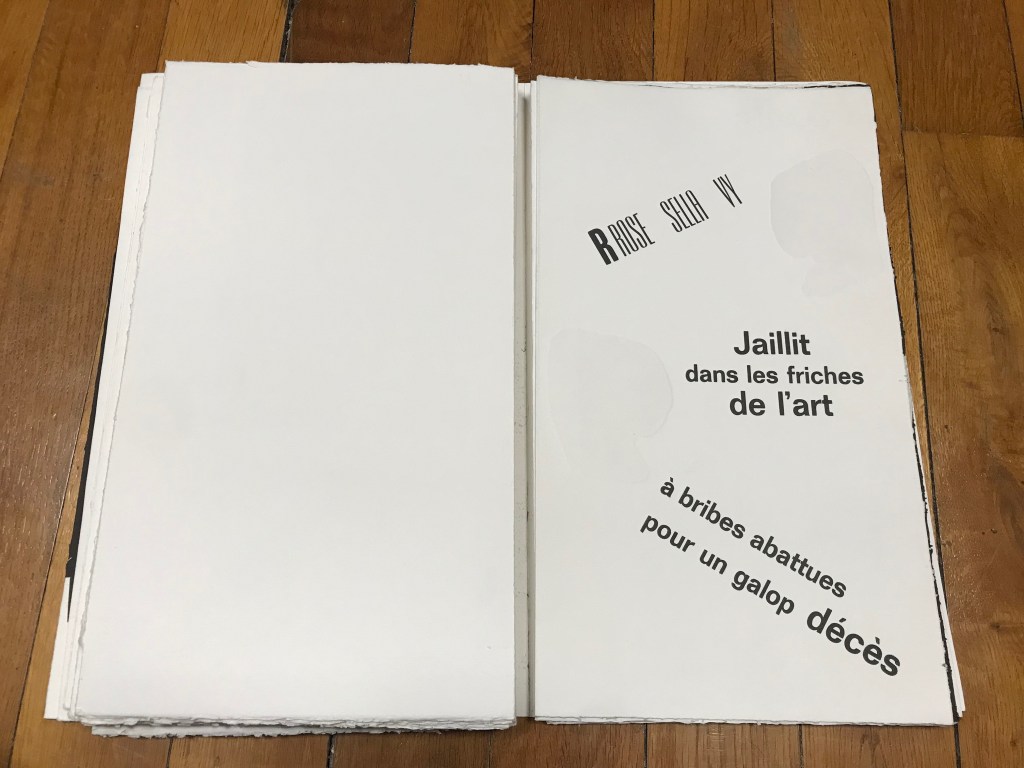 RROSE SELLA VY
Jaillit
dans les friches
de l'art
à bribes abattues
pour un galop décès